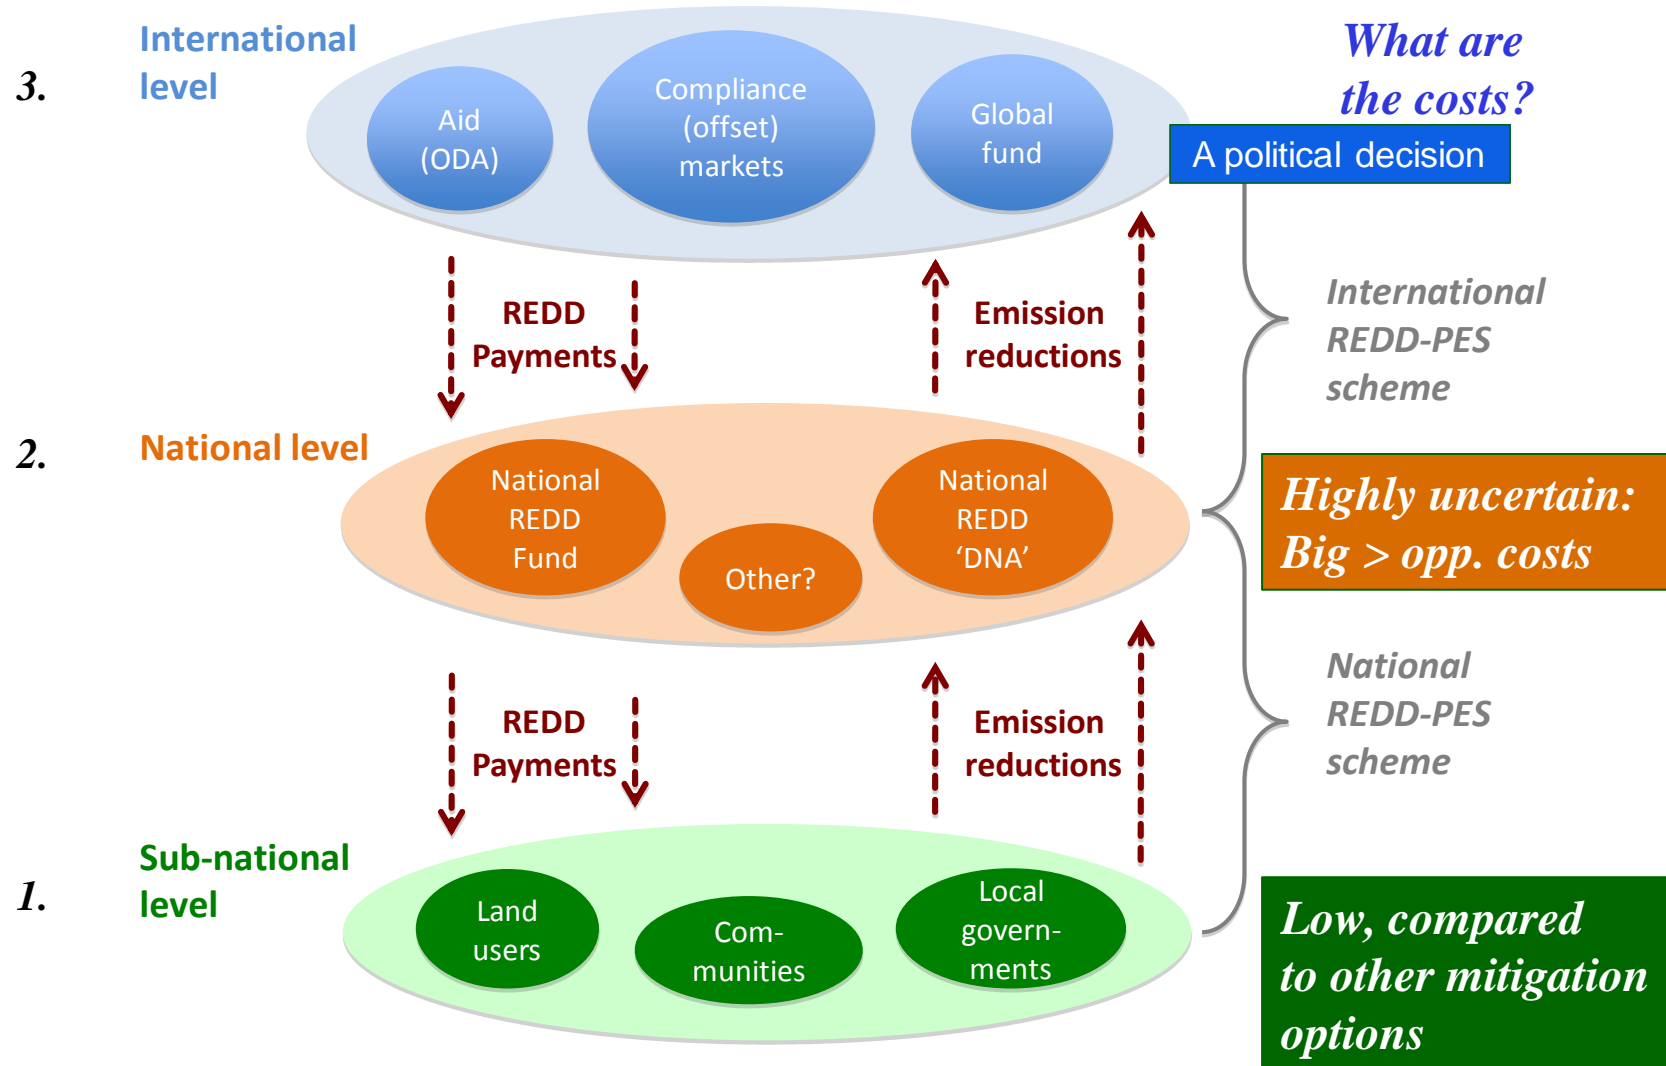 3.
International
level
Aid
(ODA)
Compliance
(offset)
markets
Global
fund
What are
the costs?
A political decision
REDD
Payments
Emission
reductions
International
REDD-PES
scheme
2.
National level
National
REDD
Fund
Other?
National
REDD
‘DNA’
Highly uncertain:
Big > opp. costs
REDD
Payments
Emission
reductions
National
REDD-PES
scheme
1.
Sub-national
level
Land
users
Com-
munities
Local
govern-
ments
Low, compared
to other mitigation
options